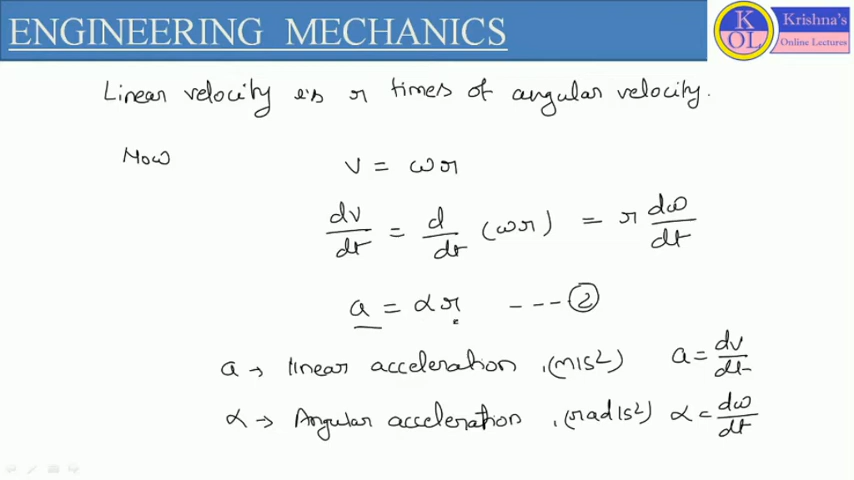 ENGINEERING MECHANICS
K
OL
Krishna's
Online Lectures
Linear velocity is r times of angular velocity.
Now
v = ωr
dv/dt = d/dt (ωr) = r dω/dt
a = αr ---- ②
a → linear acceleration, (m/s²) a = dv/dt
α → Angular acceleration, (rad/s²) α = dω/dt